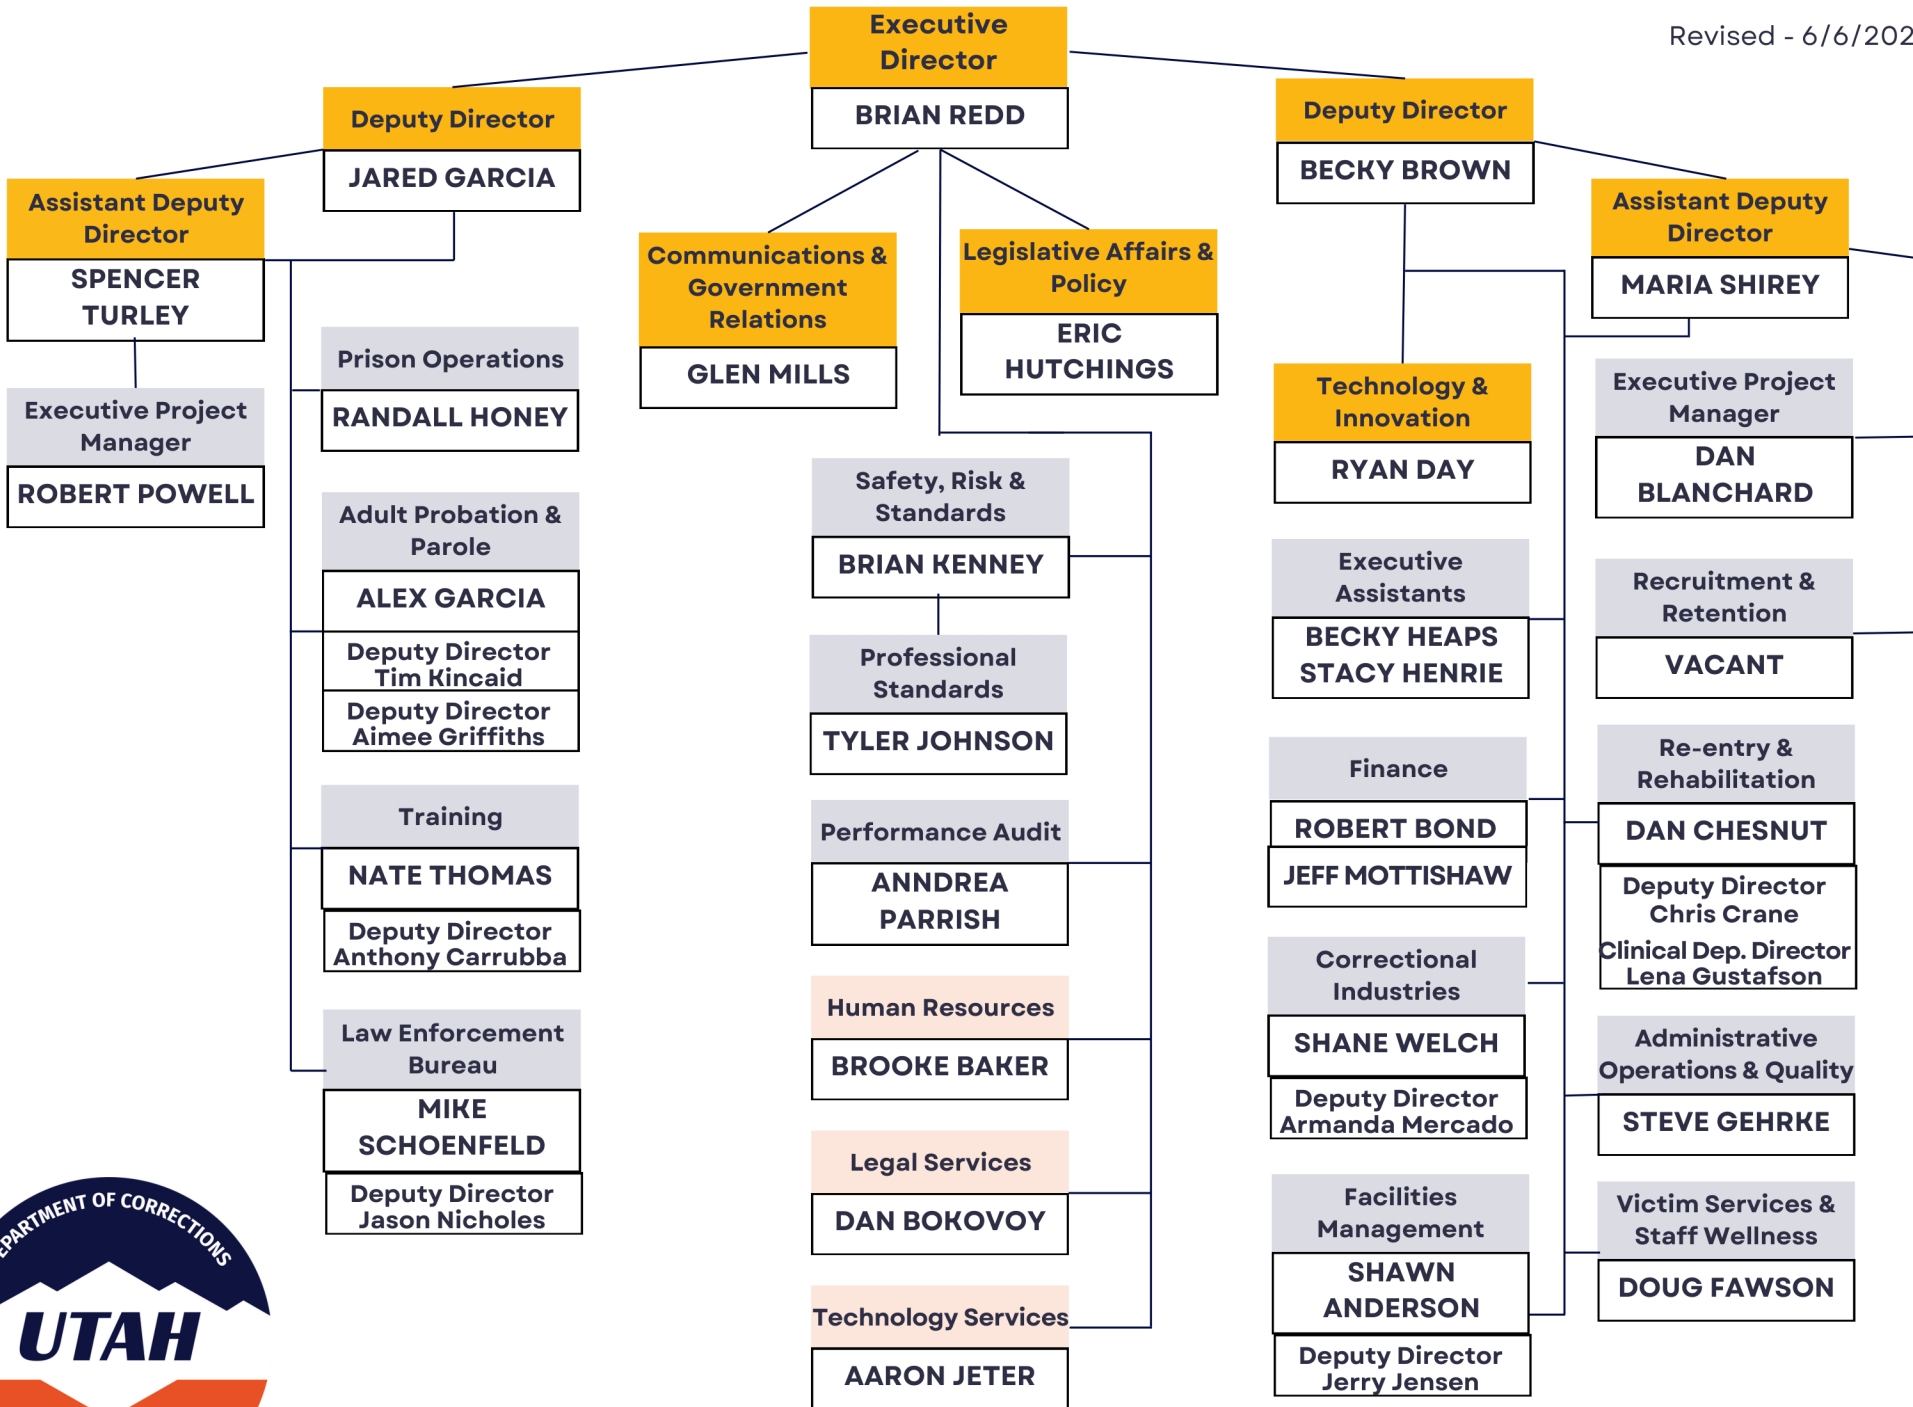 Revised - 6/6/202
Executive
Director
BRIAN REDD
Deputy Director
JARED GARCIA
Assistant Deputy
Director
SPENCER
TURLEY
Executive Project
Manager
ROBERT POWELL
Prison Operations
RANDALL HONEY
Adult Probation &
Parole
ALEX GARCIA
Deputy Director
Tim Kincaid
Deputy Director
Aimee Griffiths
Training
NATE THOMAS
Deputy Director
Anthony Carrubba
Law Enforcement
Bureau
MIKE
SCHOENFELD
Deputy Director
Jason Nicholes
Communications &
Government
Relations
GLEN MILLS
Legislative Affairs &
Policy
ERIC
HUTCHINGS
Safety, Risk &
Standards
BRIAN KENNEY
Professional
Standards
TYLER JOHNSON
Performance Audit
ANNDREA
PARRISH
Human Resources
BROOKE BAKER
Legal Services
DAN BOKOVOY
Technology Services
AARON JETER
Deputy Director
BECKY BROWN
Technology &
Innovation
RYAN DAY
Executive
Assistants
BECKY HEAPS
STACY HENRIE
Finance
ROBERT BOND
JEFF MOTTISHAW
Correctional
Industries
SHANE WELCH
Deputy Director
Armanda Mercado
Facilities
Management
SHAWN
ANDERSON
Deputy Director
Jerry Jensen
Assistant Deputy
Director
MARIA SHIREY
Executive Project
Manager
DAN
BLANCHARD
Recruitment &
Retention
VACANT
Re-entry &
Rehabilitation
DAN CHESNUT
Deputy Director
Chris Crane
Clinical Dep. Director
Lena Gustafson
Administrative
Operations & Quality
STEVE GEHRKE
Victim Services &
Staff Wellness
DOUG FAWSON
EPARTMENT OF CORRECTIONS
UTAH